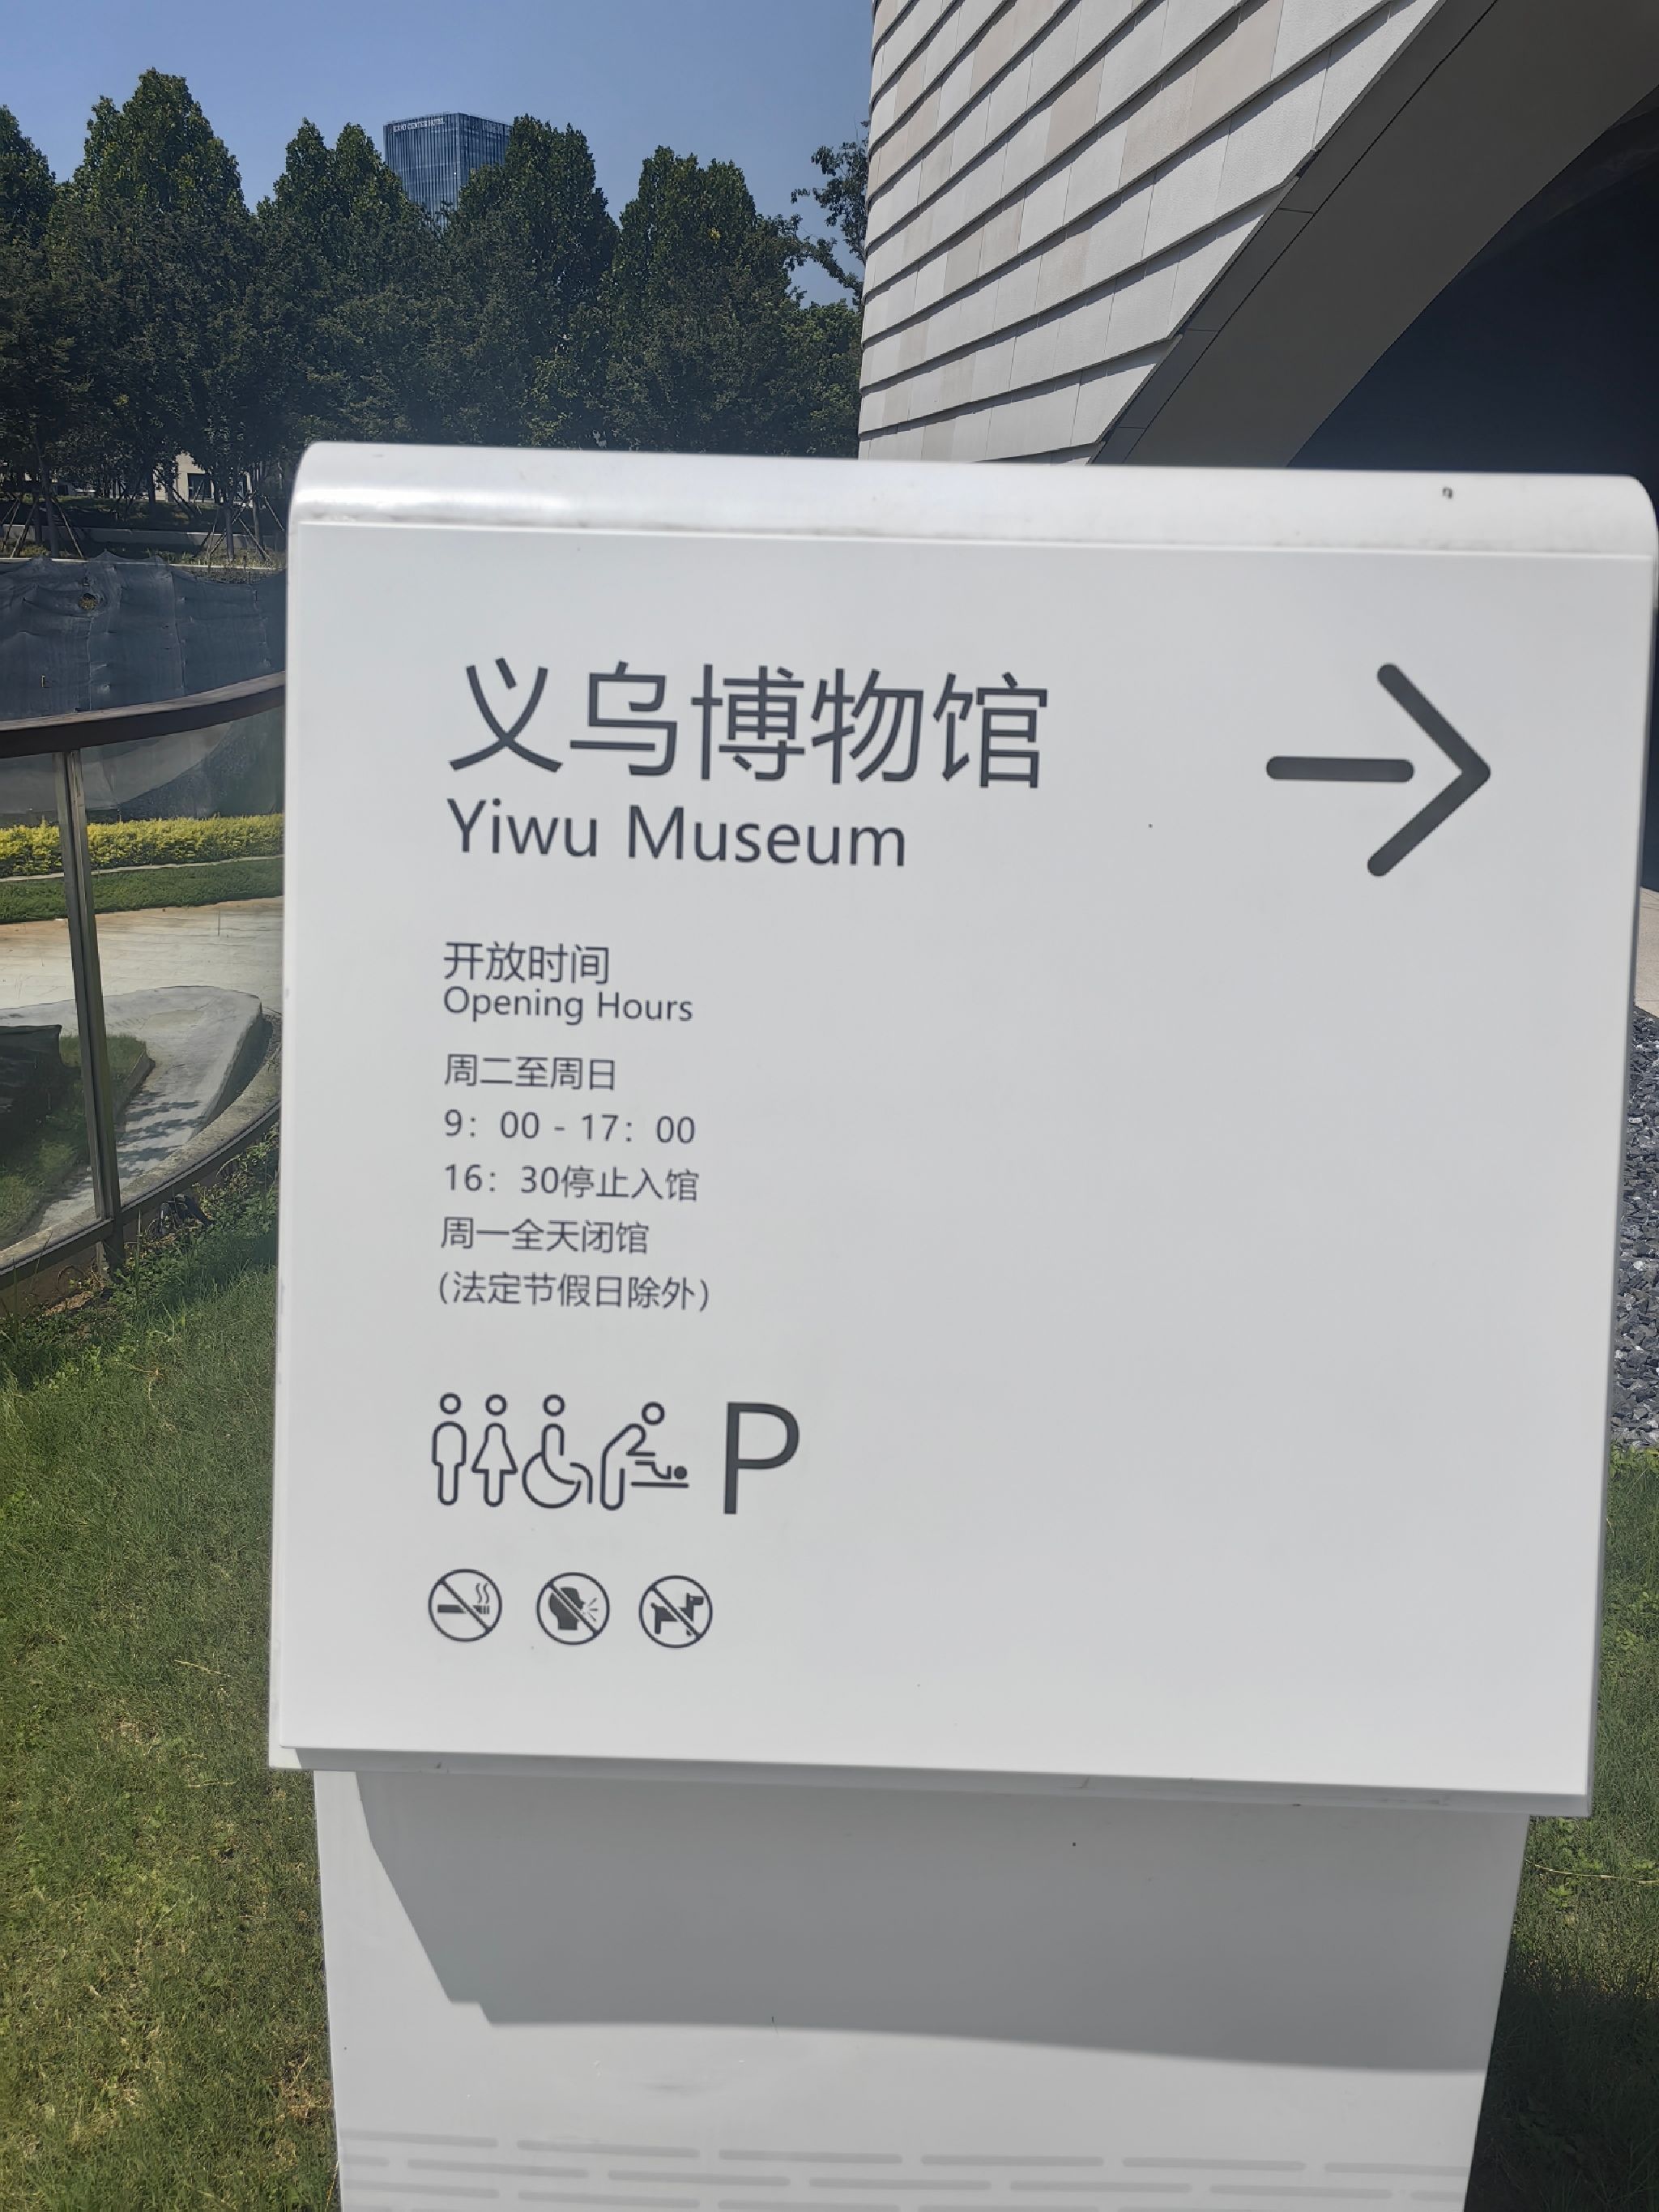 义乌博物馆
Yiwu Museum
开放时间
Opening Hours
周二至周日
9：00 - 17：00
16：30停止入馆
周一全天闭馆
（法定节假日除外）
P